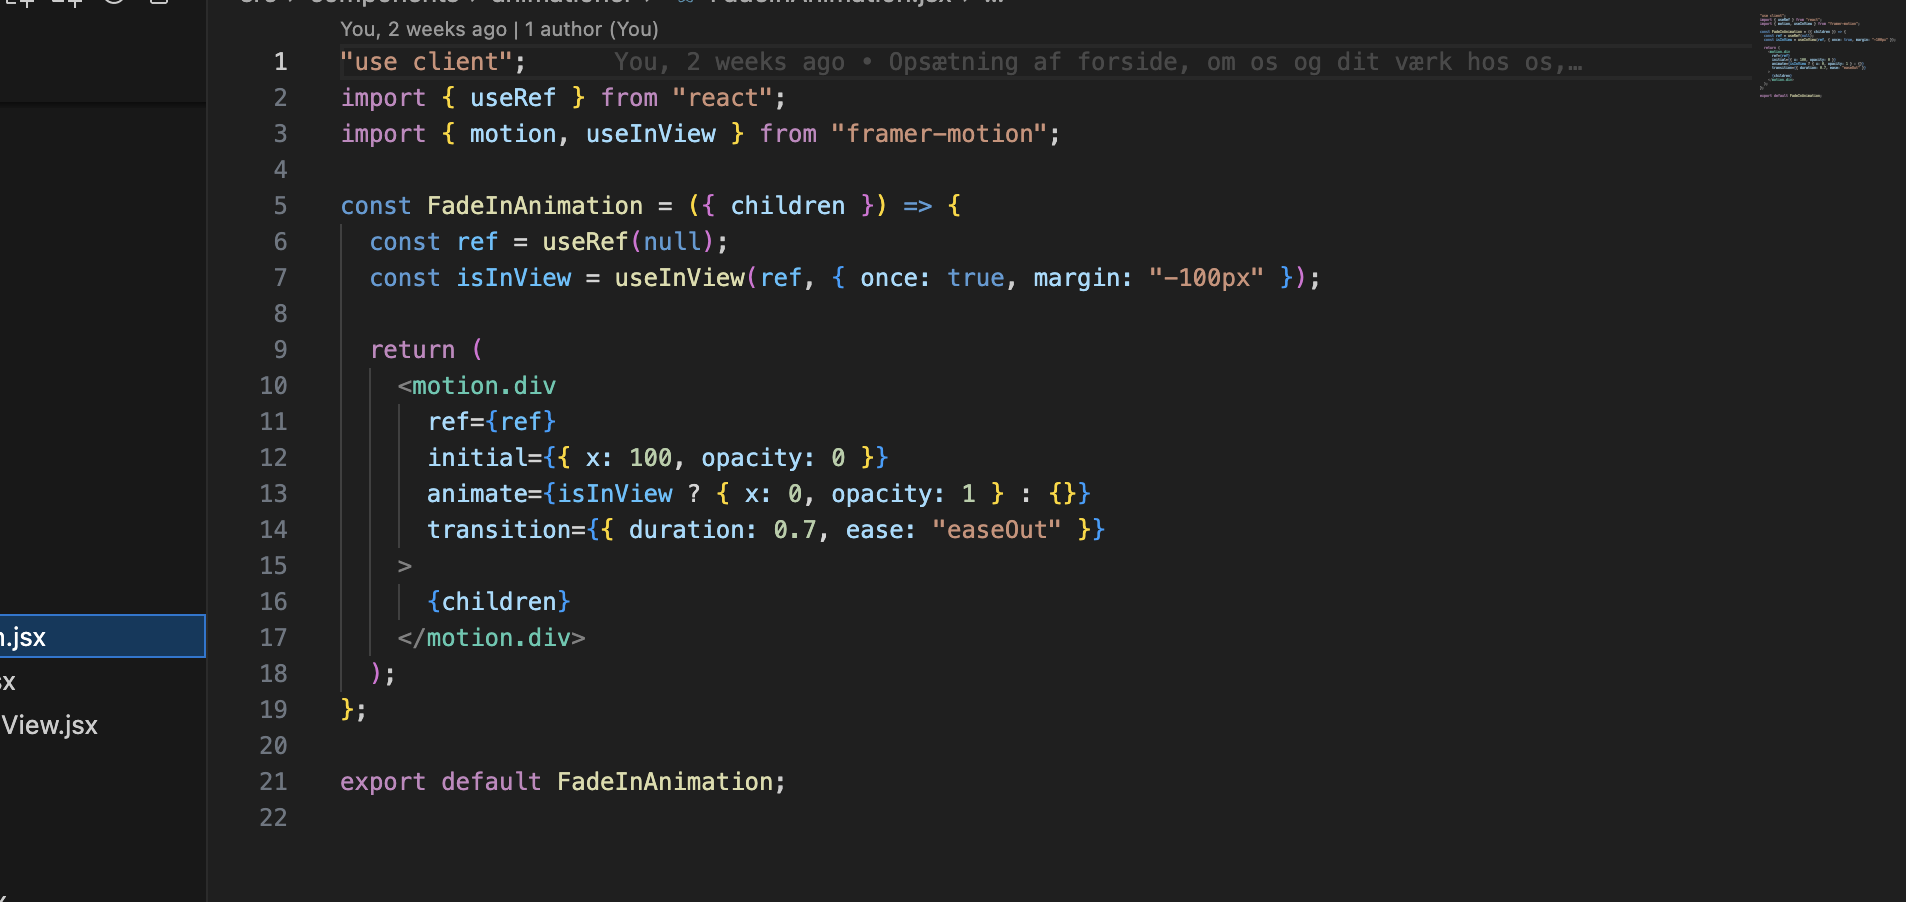 You, 2 weeks ago | 1 author (You)
1 "use client"; You, 2 weeks ago • Opsætning af forside, om os og dit værk hos os,…
2 import { useRef } from "react";
3 import { motion, useInView } from "framer-motion";
4
5 const FadeInAnimation = ({ children }) => {
6 const ref = useRef(null);
7 const isInView = useInView(ref, { once: true, margin: "-100px" });
8
9 return (
10 <motion.div
11 ref={ref}
12 initial={{ x: 100, opacity: 0 }}
13 animate={isInView ? { x: 0, opacity: 1 } : {}}
14 transition={{ duration: 0.7, ease: "easeOut" }}
15 >
16 {children}
17 </motion.div>
18 );
19 };
20
21 export default FadeInAnimation;
22
.jsx
View.jsx